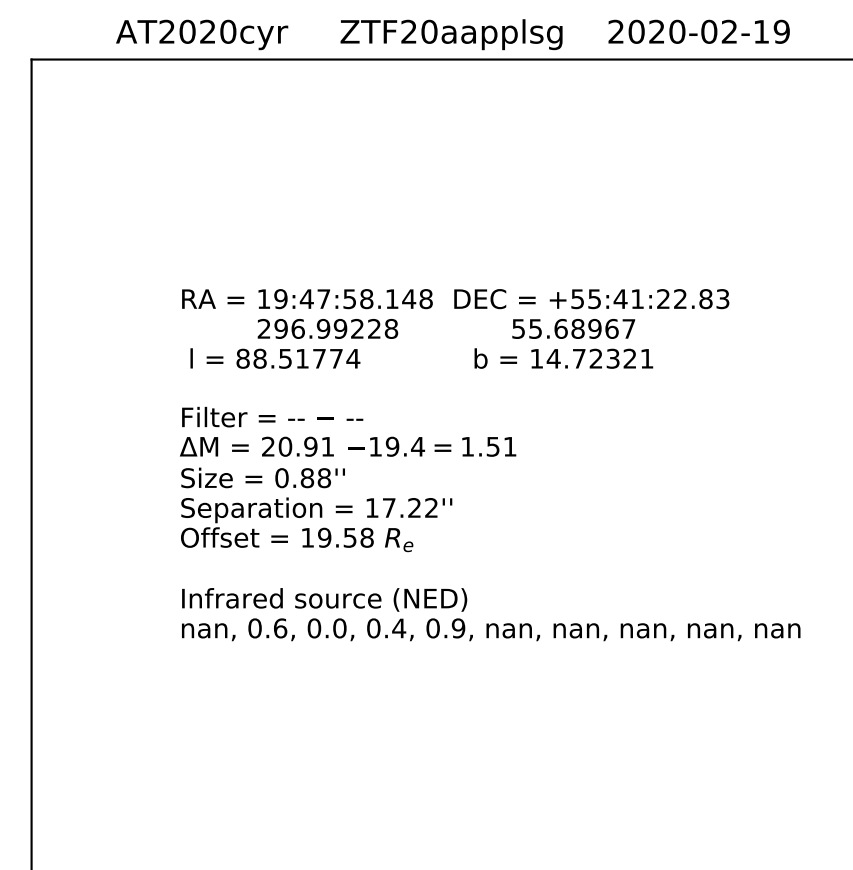 AT2020cyr ZTF20aapplsg 2020-02-19
RA = 19:47:58.148 DEC = +55:41:22.83
296.99228 55.68967
l = 88.51774 b = 14.72321
Filter = -- − --
ΔM = 20.91 −19.4 = 1.51
Size = 0.88''
Separation = 17.22''
Offset = 19.58 Re
Infrared source (NED)
nan, 0.6, 0.0, 0.4, 0.9, nan, nan, nan, nan, nan